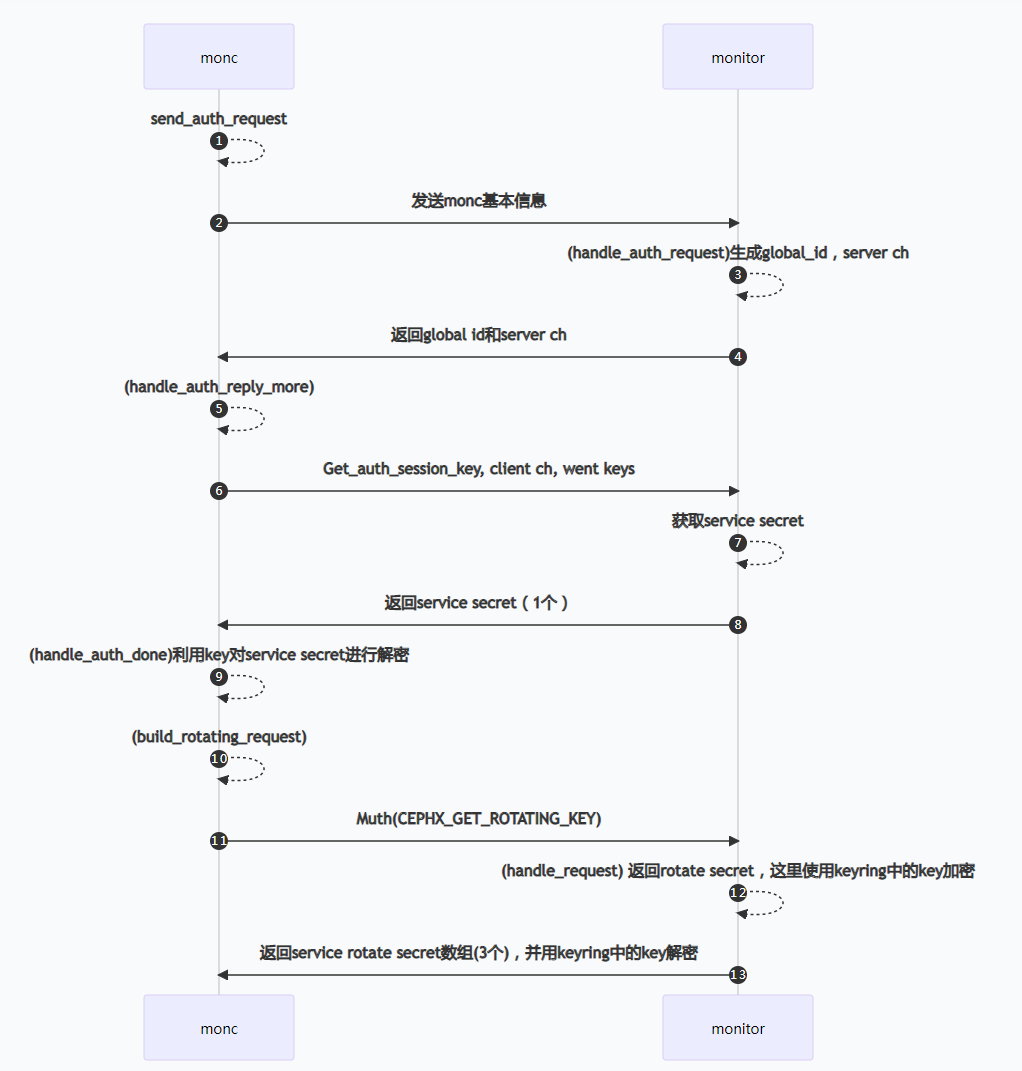 monc
monitor
send_auth_request
1
发送monc基本信息
2
(handle_auth_request)生成global_id，server ch
3
返回global id和server ch
4
(handle_auth_reply_more)
5
Get_auth_session_key, client ch, went keys
6
获取service secret
7
返回service secret（1个）
8
(handle_auth_done)利用key对service secret进行解密
9
(build_rotating_request)
10
Muth(CEPHX_GET_ROTATING_KEY)
11
(handle_request) 返回rotate secret，这里使用keyring中的key加密
12
返回service rotate secret数组(3个)，并用keyring中的key解密
13
monc
monitor